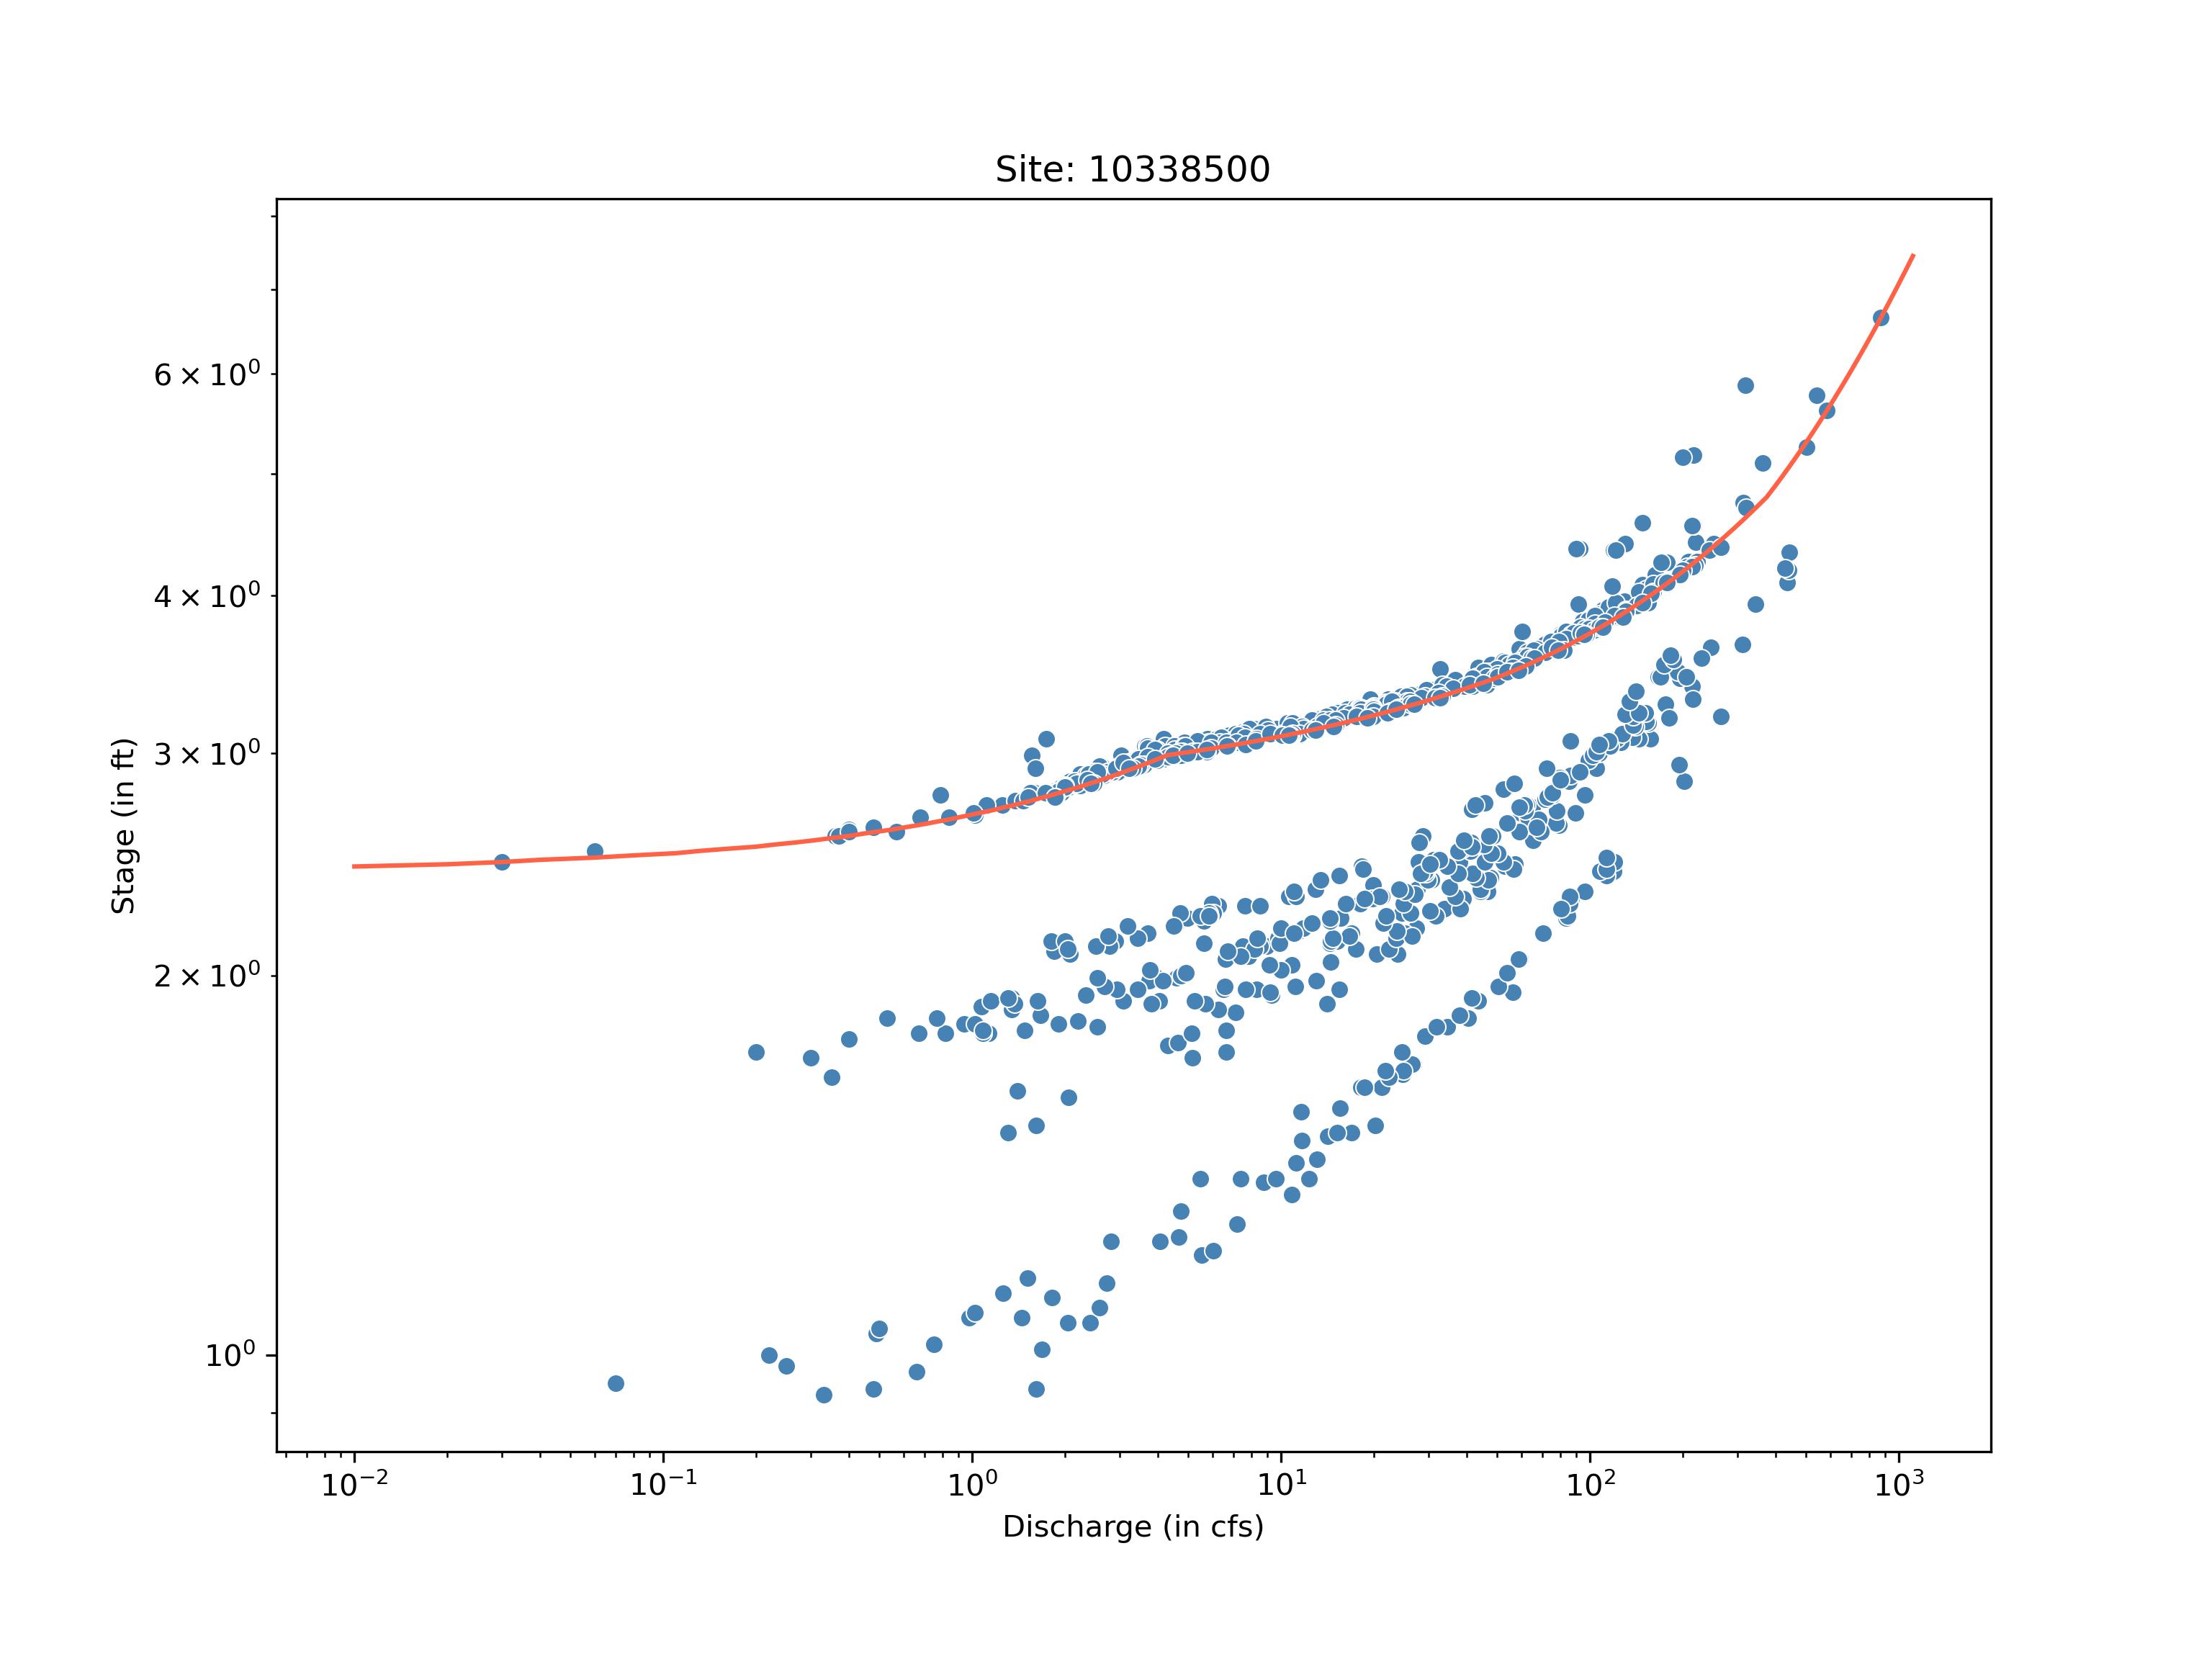 Site: 10338500
Stage (in ft)
6 × 10⁰
4 × 10⁰
3 × 10⁰
2 × 10⁰
10⁰
10⁻² 10⁻¹ 10⁰ 10¹ 10² 10³
Discharge (in cfs)